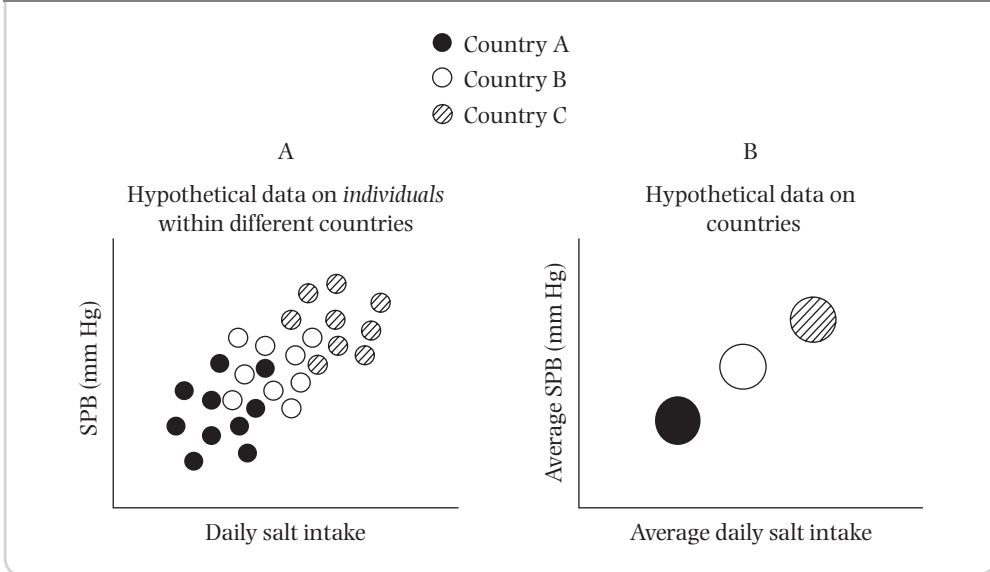 Country A
Country B
Country C
A
Hypothetical data on individuals
within different countries
SPB (mm Hg)
Daily salt intake
B
Hypothetical data on
countries
Average SPB (mm Hg)
Average daily salt intake